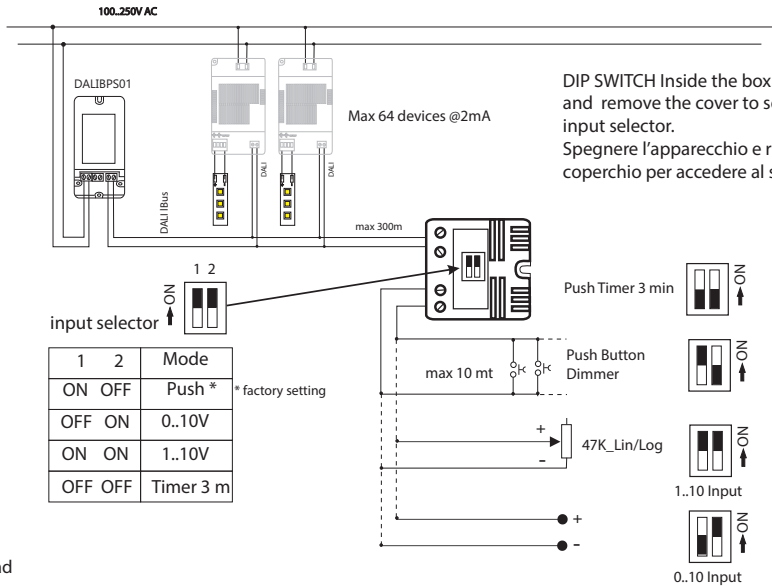 100..250V AC
DALIBPS01
Max 64 devices @2mA
DIP SWITCH Inside the box
and remove the cover to s
input selector.
Spegnere l'apparecchio e r
coperchio per accedere al s
DALI
DALI
DALI IBus
max 300m
1 2
ON
input selector
1 2 Mode
ON OFF Push * * factory setting
OFF ON 0..10V
ON ON 1..10V
OFF OFF Timer 3 m
Push Timer 3 min
ON
max 10 mt
Push Button
Dimmer
ON
+
47K_Lin/Log
-
ON
1..10 Input
+
-
ON
0..10 Input
nd